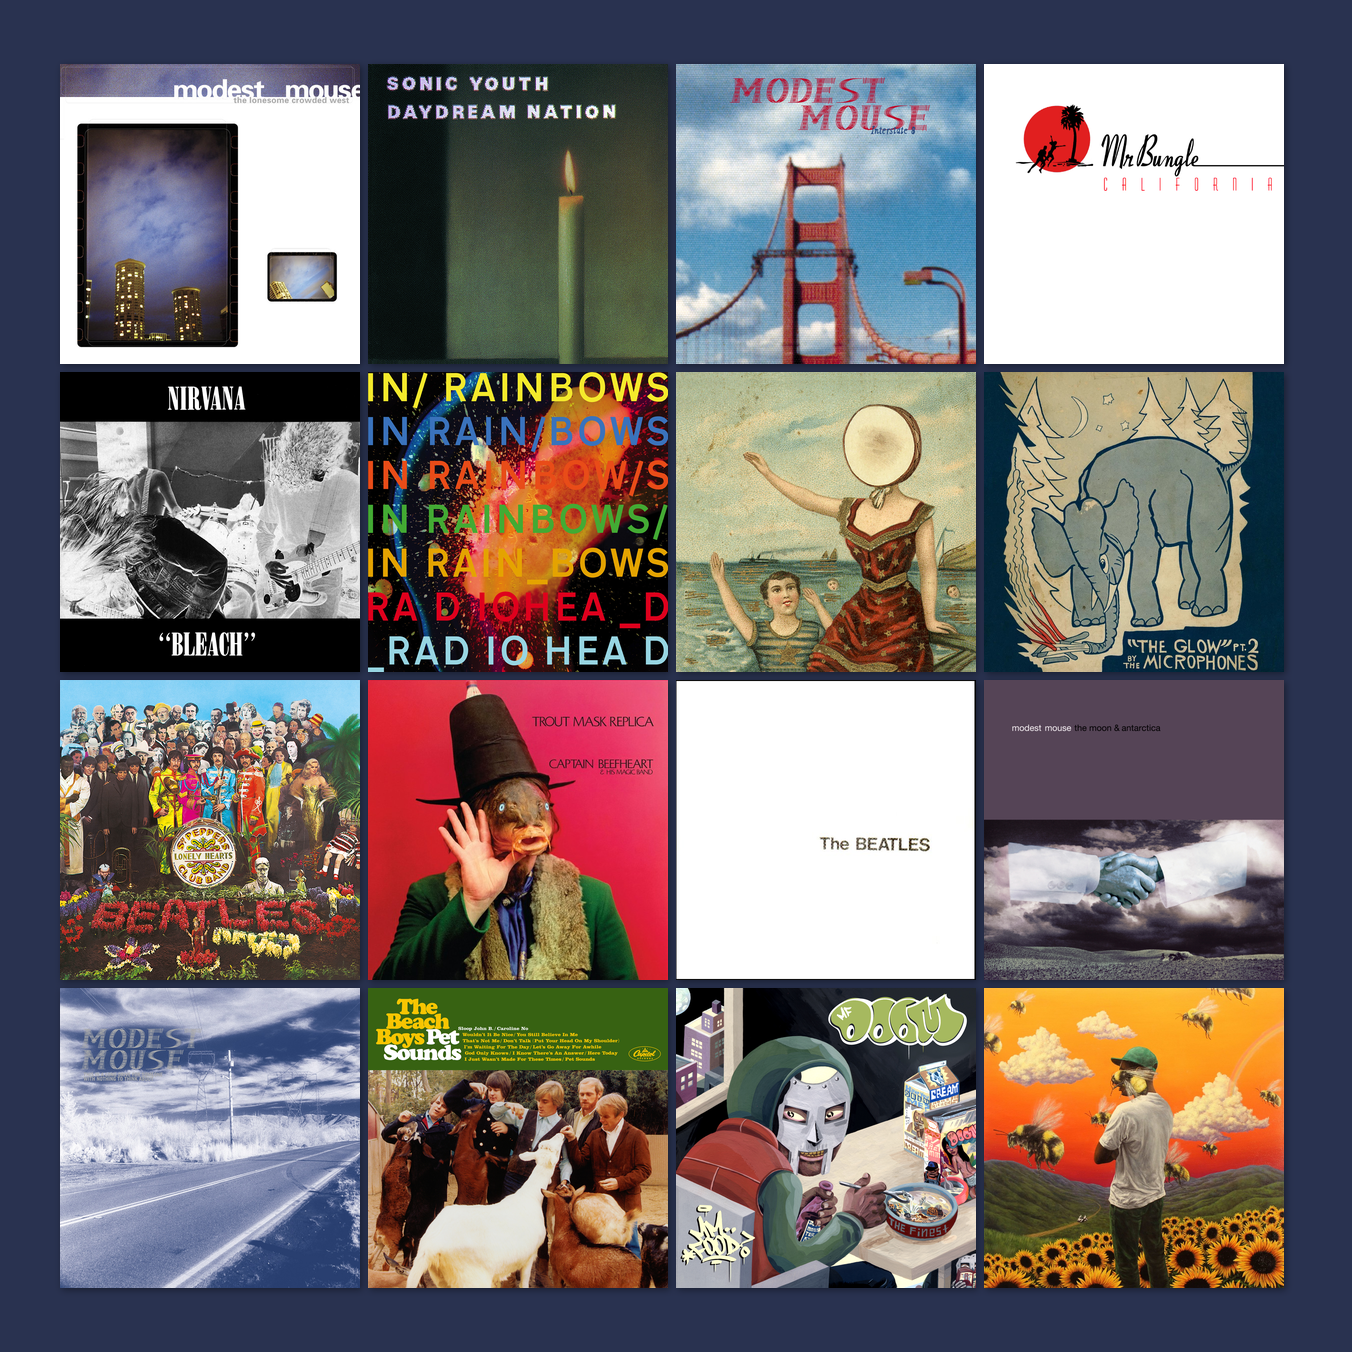 modest mouse
the lonesome crowded west
SONIC YOUTH
DAYDREAM NATION
MODEST
MOUSE
Interstate 8
Mr Bungle
CALIFORNIA
NIRVANA
"BLEACH"
IN/ RAINBOWS
IN RAIN/BOWS
IN RAINBOW/S
IN RAINBOWS/
IN RAIN_BOWS
RA D IOHEA _D
_RAD IO HEA D
"THE GLOW" PT. 2
BY THE MICROPHONES
SGT. PEPPERS
LONELY HEARTS
CLUB BAND
BEATLES
TROUT MASK REPLICA
CAPTAIN BEEFHEART
& HIS MAGIC BAND
The BEATLES
modest mouse the moon & antarctica
MODEST
MOUSE
The
Beach
Boys Pet
Sounds
Sloop John B. / Caroline No
Wouldn't It Be Nice / You Still Believe In Me
That's Not Me / Don't Talk (Put Your Head On My Shoulder)
I'm Waiting For The Day / Let's Go Away For Awhile
God Only Knows / I Know There's An Answer / Here Today
I Just Wasn't Made For These Times / Pet Sounds
Capitol
MF
DOOM
CREAM
THE FINEST
MM..
FOOD?